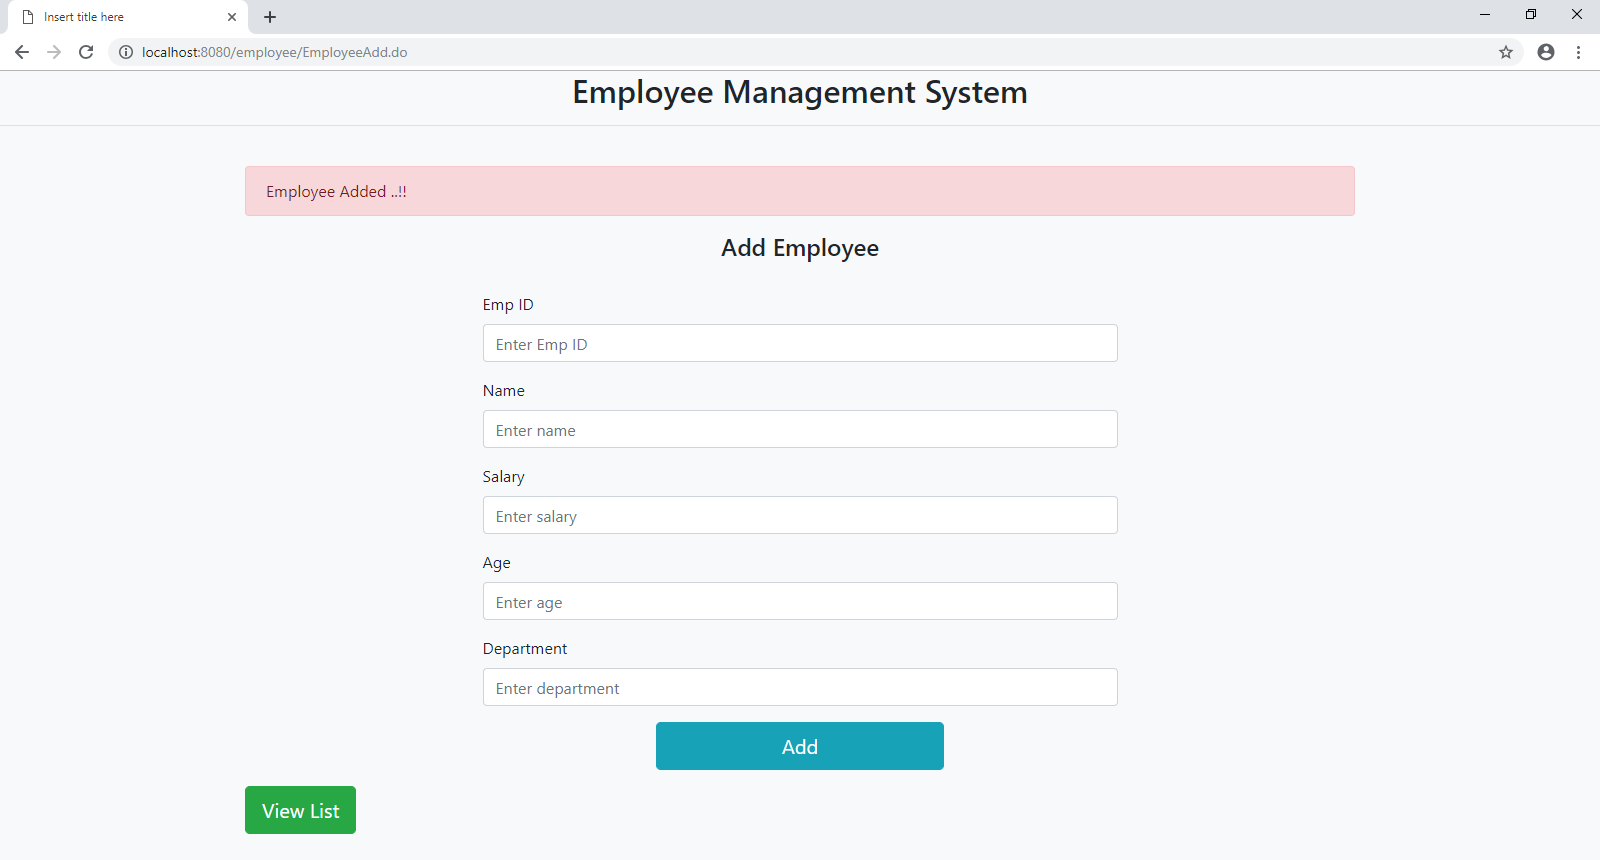 Insert title here
localhost:8080/employee/EmployeeAdd.do
Employee Management System
Employee Added ..!!
Add Employee
Emp ID
Enter Emp ID
Name
Enter name
Salary
Enter salary
Age
Enter age
Department
Enter department
Add
View List